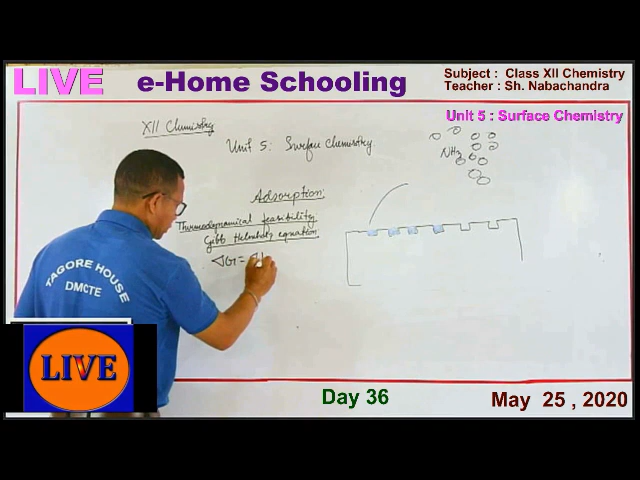 LIVE e-Home Schooling
Subject : Class XII Chemistry
Teacher : Sh. Nabachandra
Unit 5 : Surface Chemistry
XII Chemistry
Unit 5: Surface Chemistry.
NH3
Adsorption:
Thermodynamical feasibility
Gibb Helmholtz equation
TAGORE HOUSE
DMCTE
LIVE
Day 36
May 25 , 2020